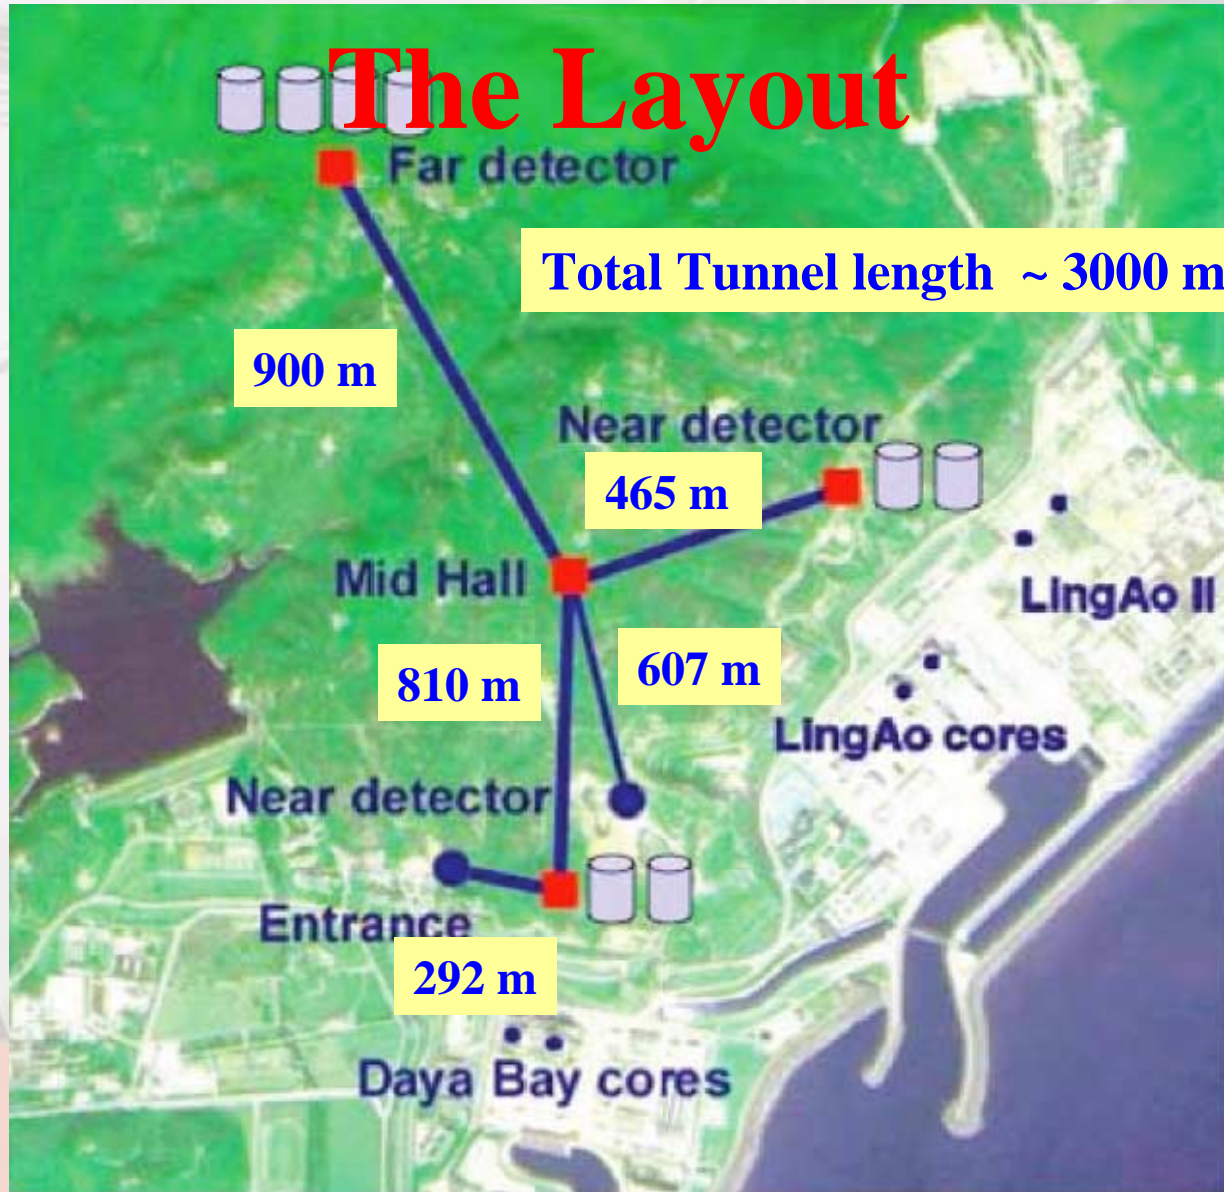 The Layout
Far detector
Total Tunnel length ~ 3000 m
900 m
Near detector
465 m
Mid Hall
LingAo II
810 m
607 m
LingAo cores
Near detector
Entrance
292 m
Daya Bay cores